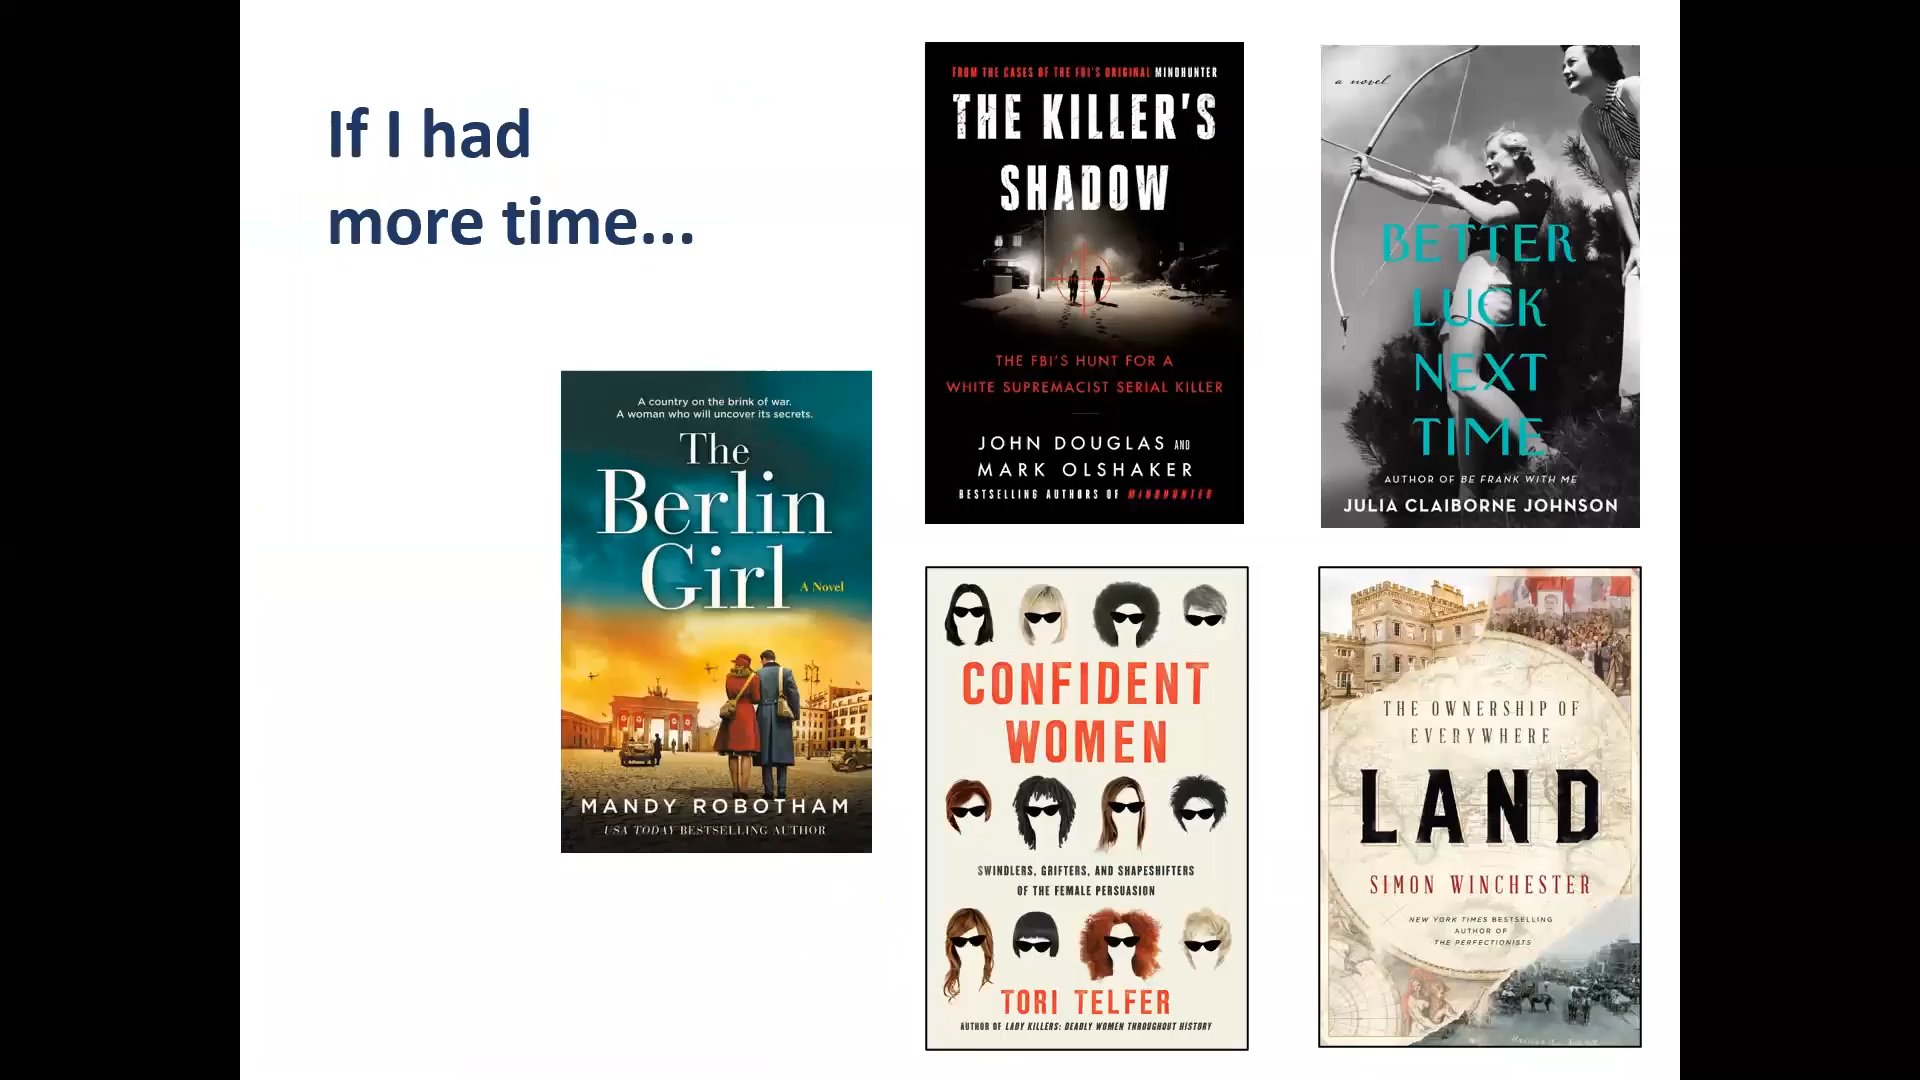 If I had
more time...
A country on the brink of war.
A woman who will uncover its secrets.
The
Berlin
Girl
A Novel
MANDY ROBOTHAM
USA TODAY BESTSELLING AUTHOR
FROM THE CASES OF THE FBI'S ORIGINAL MINDHUNTER
THE KILLER'S
SHADOW
THE FBI'S HUNT FOR A
WHITE SUPREMACIST SERIAL KILLER
JOHN DOUGLAS AND
MARK OLSHAKER
BESTSELLING AUTHORS OF MINDHUNTER
a novel
BETTER
LUCK
NEXT
TIME
AUTHOR OF BE FRANK WITH ME
JULIA CLAIBORNE JOHNSON
CONFIDENT
WOMEN
SWINDLERS, GRIFTERS, AND SHAPESHIFTERS
OF THE FEMALE PERSUASION
TORI TELFER
AUTHOR OF LADY KILLERS: DEADLY WOMEN THROUGHOUT HISTORY
THE OWNERSHIP OF
EVERYWHERE
LAND
SIMON WINCHESTER
NEW YORK TIMES BESTSELLING
AUTHOR OF
THE PERFECTIONISTS